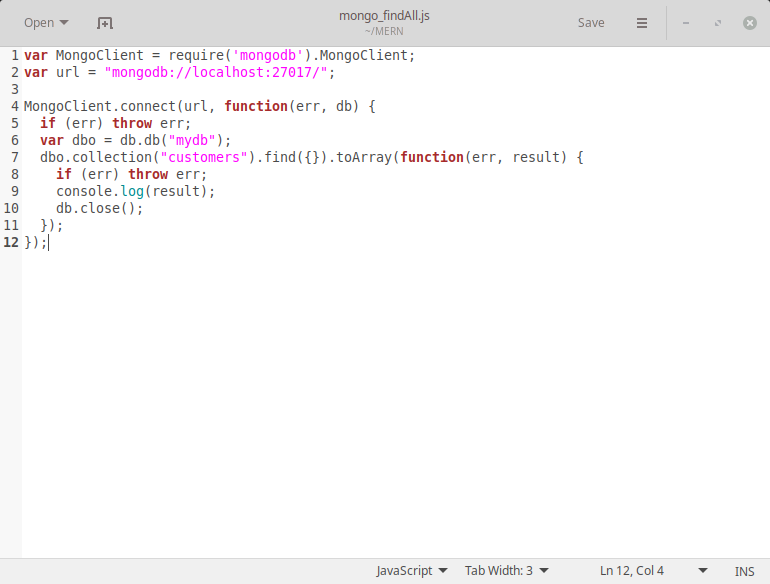 Open
mongo_findAll.js
~/MERN
Save
1 var MongoClient = require('mongodb').MongoClient;
2 var url = "mongodb://localhost:27017/";
3
4 MongoClient.connect(url, function(err, db) {
5   if (err) throw err;
6   var dbo = db.db("mydb");
7   dbo.collection("customers").find({}).toArray(function(err, result) {
8     if (err) throw err;
9     console.log(result);
10     db.close();
11   });
12 });
JavaScript Tab Width: 3 Ln 12, Col 4 INS